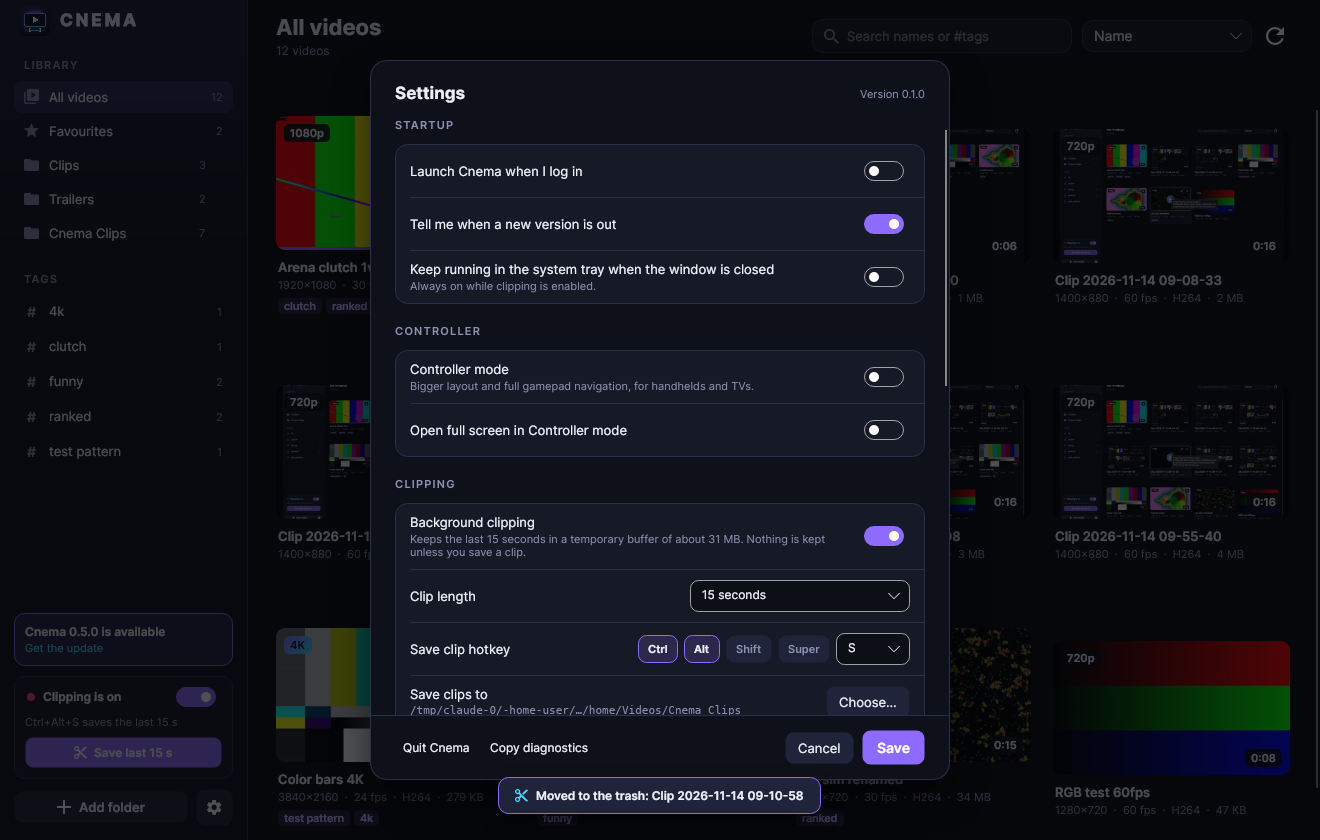 CNEMA
LIBRARY
All videos 12
Favourites 2
Clips 3
Trailers 2
Cnema Clips 7
TAGS
# 4k 1
# clutch 1
# funny 2
# ranked 2
# test pattern 1
Cnema 0.5.0 is available
Get the update
Clipping is on
Ctrl+Alt+S saves the last 15 s
Save last 15 s
Add folder
All videos
12 videos
Search names or #tags
Name
1080p
Arena clutch
1920×1080 · 30
clutch ranked
0:06
1 MB
720p
0:16
Clip 2026-11-14 09-08-33
1400×880 · 60 fps · H264 · 2 MB
720p
Clip 2026-11-1
1400×880 · 60 f
0:16
3 MB
720p
0:16
Clip 2026-11-14 09-55-40
1400×880 · 60 fps · H264 · 4 MB
4K
Color bars 4K
3840×2160 · 24 fps · H264 · 279 KB
test pattern 4k
funny
0:15
renamed
×720 · 30 fps · H264 · 34 MB
ranked
720p
0:08
RGB test 60fps
1280×720 · 60 fps · H264 · 47 KB
Settings
Version 0.1.0
STARTUP
Launch Cnema when I log in
Tell me when a new version is out
Keep running in the system tray when the window is closed
Always on while clipping is enabled.
CONTROLLER
Controller mode
Bigger layout and full gamepad navigation, for handhelds and TVs.
Open full screen in Controller mode
CLIPPING
Background clipping
Keeps the last 15 seconds in a temporary buffer of about 31 MB. Nothing is kept
unless you save a clip.
Clip length 15 seconds
Save clip hotkey Ctrl Alt Shift Super S
Save clips to
/tmp/claude-0/-home-user/…/home/Videos/Cnema Clips
Choose...
Quit Cnema Copy diagnostics Cancel Save
Moved to the trash: Clip 2026-11-14 09-10-58